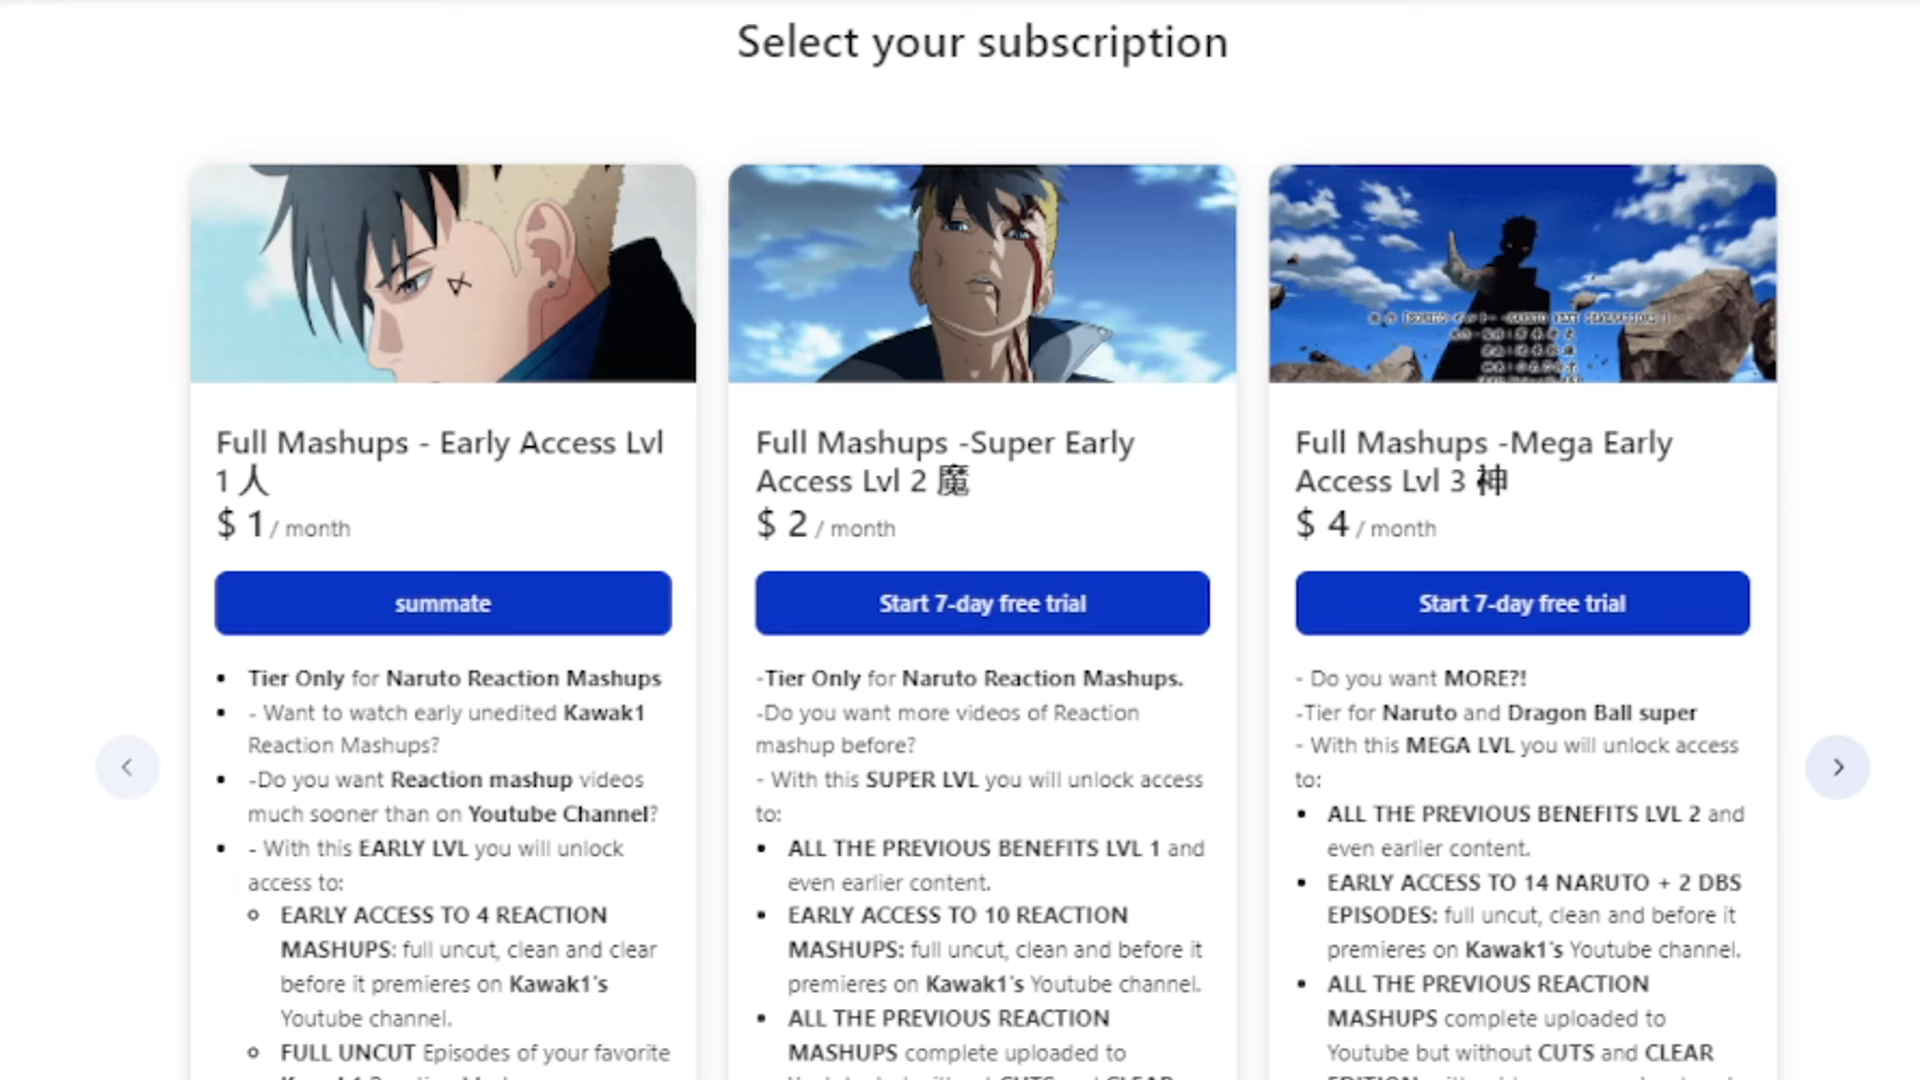 Select your subscription
Full Mashups - Early Access Lvl
1 人
$ 1 / month
summate
• Tier Only for Naruto Reaction Mashups
• - Want to watch early unedited Kawak1
Reaction Mashups?
• -Do you want Reaction mashup videos
much sooner than on Youtube Channel?
• - With this EARLY LVL you will unlock
access to:
EARLY ACCESS TO 4 REACTION
MASHUPS: full uncut, clean and clear
before it premieres on Kawak1's
Youtube channel.
FULL UNCUT Episodes of your favorite
Full Mashups -Super Early
Access Lvl 2 魔
$ 2 / month
Start 7-day free trial
-Tier Only for Naruto Reaction Mashups.
-Do you want more videos of Reaction
mashup before?
- With this SUPER LVL you will unlock access
to:
• ALL THE PREVIOUS BENEFITS LVL 1 and
even earlier content.
• EARLY ACCESS TO 10 REACTION
MASHUPS: full uncut, clean and before it
premieres on Kawak1's Youtube channel.
• ALL THE PREVIOUS REACTION
MASHUPS complete uploaded to
Full Mashups -Mega Early
Access Lvl 3 神
$ 4 / month
Start 7-day free trial
- Do you want MORE?!
-Tier for Naruto and Dragon Ball super
- With this MEGA LVL you will unlock access
to:
• ALL THE PREVIOUS BENEFITS LVL 2 and
even earlier content.
• EARLY ACCESS TO 14 NARUTO + 2 DBS
EPISODES: full uncut, clean and before it
premieres on Kawak1's Youtube channel.
• ALL THE PREVIOUS REACTION
MASHUPS complete uploaded to
Youtube but without CUTS and CLEAR